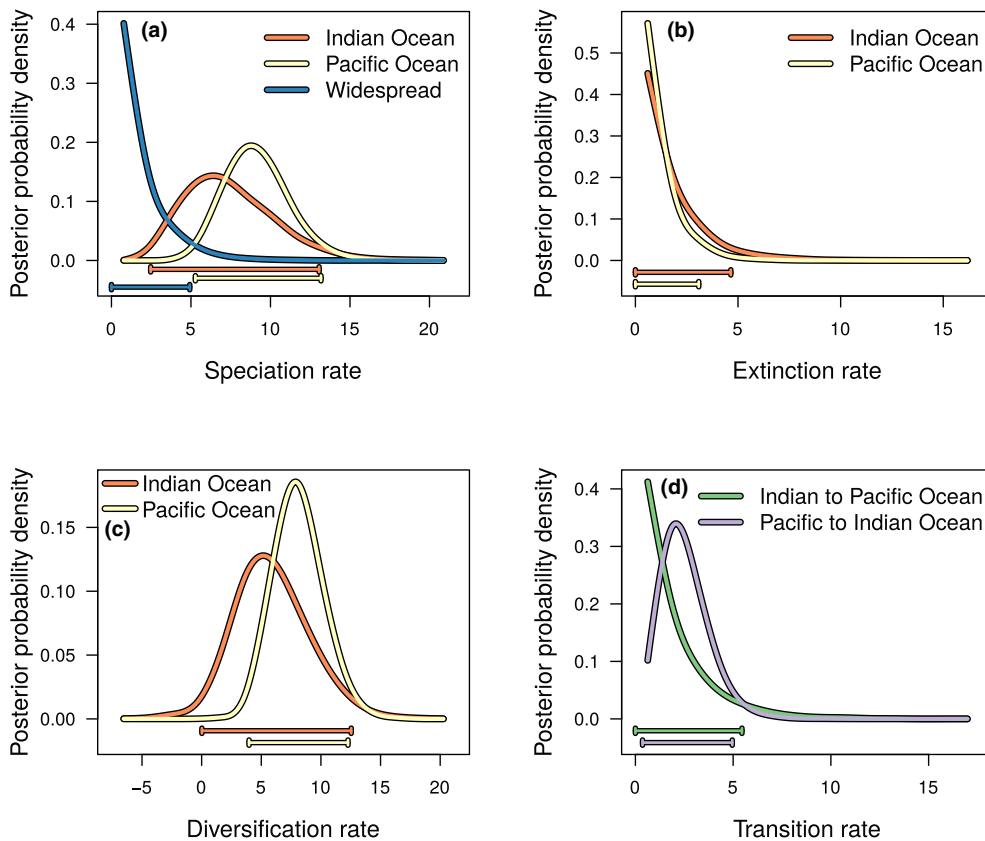 Posterior probability density
0.4
0.3
0.2
0.1
0.0
(a)
Indian Ocean
Pacific Ocean
Widespread
0 5 10 15 20
Speciation rate
Posterior probability density
0.5
0.4
0.3
0.2
0.1
0.0
(b)
Indian Ocean
Pacific Ocean
0 5 10 15
Extinction rate
Posterior probability density
0.15
0.10
0.05
0.00
Indian Ocean
Pacific Ocean
(c)
−5 0 5 10 15 20
Diversification rate
Posterior probability density
0.4
0.3
0.2
0.1
0.0
(d)
Indian to Pacific Ocean
Pacific to Indian Ocean
0 5 10 15
Transition rate